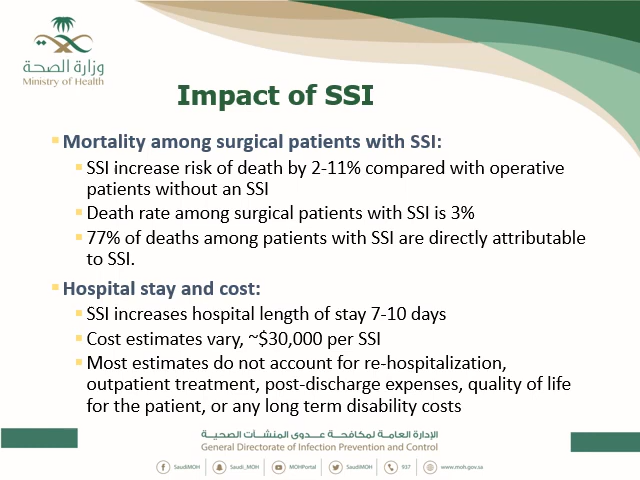 وزارة الصحة
Ministry of Health
Impact of SSI
Mortality among surgical patients with SSI:
SSI increase risk of death by 2-11% compared with operative
patients without an SSI
Death rate among surgical patients with SSI is 3%
77% of deaths among patients with SSI are directly attributable
to SSI.
Hospital stay and cost:
SSI increases hospital length of stay 7-10 days
Cost estimates vary, ~$30,000 per SSI
Most estimates do not account for re-hospitalization,
outpatient treatment, post-discharge expenses, quality of life
for the patient, or any long term disability costs
الإدارة العامة لمكافحة عدوى المنشآت الصحية
General Directorate of Infection Prevention and Control
SaudiMOH Saudi_MOH MOHPortal SaudiMOH 937 www.moh.gov.sa